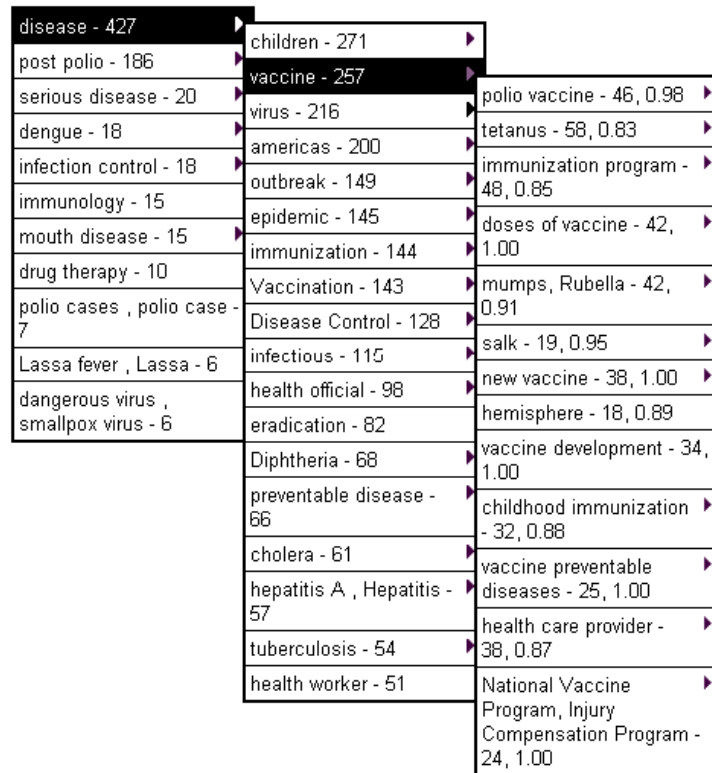 disease - 427
post polio - 186
serious disease - 20
dengue - 18
infection control - 18
immunology - 15
mouth disease - 15
drug therapy - 10
polio cases , polio case -
7
Lassa fever , Lassa - 6
dangerous virus ,
smallpox virus - 6
children - 271
vaccine - 257
virus - 216
americas - 200
outbreak - 149
epidemic - 145
immunization - 144
Vaccination - 143
Disease Control - 128
infectious - 115
health official - 98
eradication - 82
Diphtheria - 68
preventable disease -
66
cholera - 61
hepatitis A , Hepatitis -
57
tuberculosis - 54
health worker - 51
polio vaccine - 46, 0.98
tetanus - 58, 0.83
immunization program -
48, 0.85
doses of vaccine - 42,
1.00
mumps, Rubella - 42,
0.91
salk - 19, 0.95
new vaccine - 38, 1.00
hemisphere - 18, 0.89
vaccine development - 34,
1.00
childhood immunization
- 32, 0.88
vaccine preventable
diseases - 25, 1.00
health care provider -
38, 0.87
National Vaccine
Program, Injury
Compensation Program -
24, 1.00